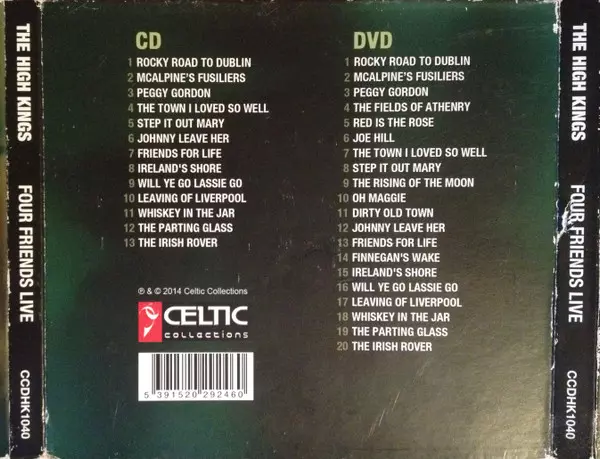 THE HIGH KINGS FOUR FRIENDS LIVE CCDHK1040
CD
1 ROCKY ROAD TO DUBLIN
2 MCALPINE'S FUSILIERS
3 PEGGY GORDON
4 THE TOWN I LOVED SO WELL
5 STEP IT OUT MARY
6 JOHNNY LEAVE HER
7 FRIENDS FOR LIFE
8 IRELAND'S SHORE
9 WILL YE GO LASSIE GO
10 LEAVING OF LIVERPOOL
11 WHISKEY IN THE JAR
12 THE PARTING GLASS
13 THE IRISH ROVER
℗ & © 2014 Celtic Collections
CELTIC
collections
5 391520 292460
DVD
1 ROCKY ROAD TO DUBLIN
2 MCALPINE'S FUSILIERS
3 PEGGY GORDON
4 THE FIELDS OF ATHENRY
5 RED IS THE ROSE
6 JOE HILL
7 THE TOWN I LOVED SO WELL
8 STEP IT OUT MARY
9 THE RISING OF THE MOON
10 OH MAGGIE
11 DIRTY OLD TOWN
12 JOHNNY LEAVE HER
13 FRIENDS FOR LIFE
14 FINNEGAN'S WAKE
15 IRELAND'S SHORE
16 WILL YE GO LASSIE GO
17 LEAVING OF LIVERPOOL
18 WHISKEY IN THE JAR
19 THE PARTING GLASS
20 THE IRISH ROVER
THE HIGH KINGS FOUR FRIENDS LIVE CCDHK1040